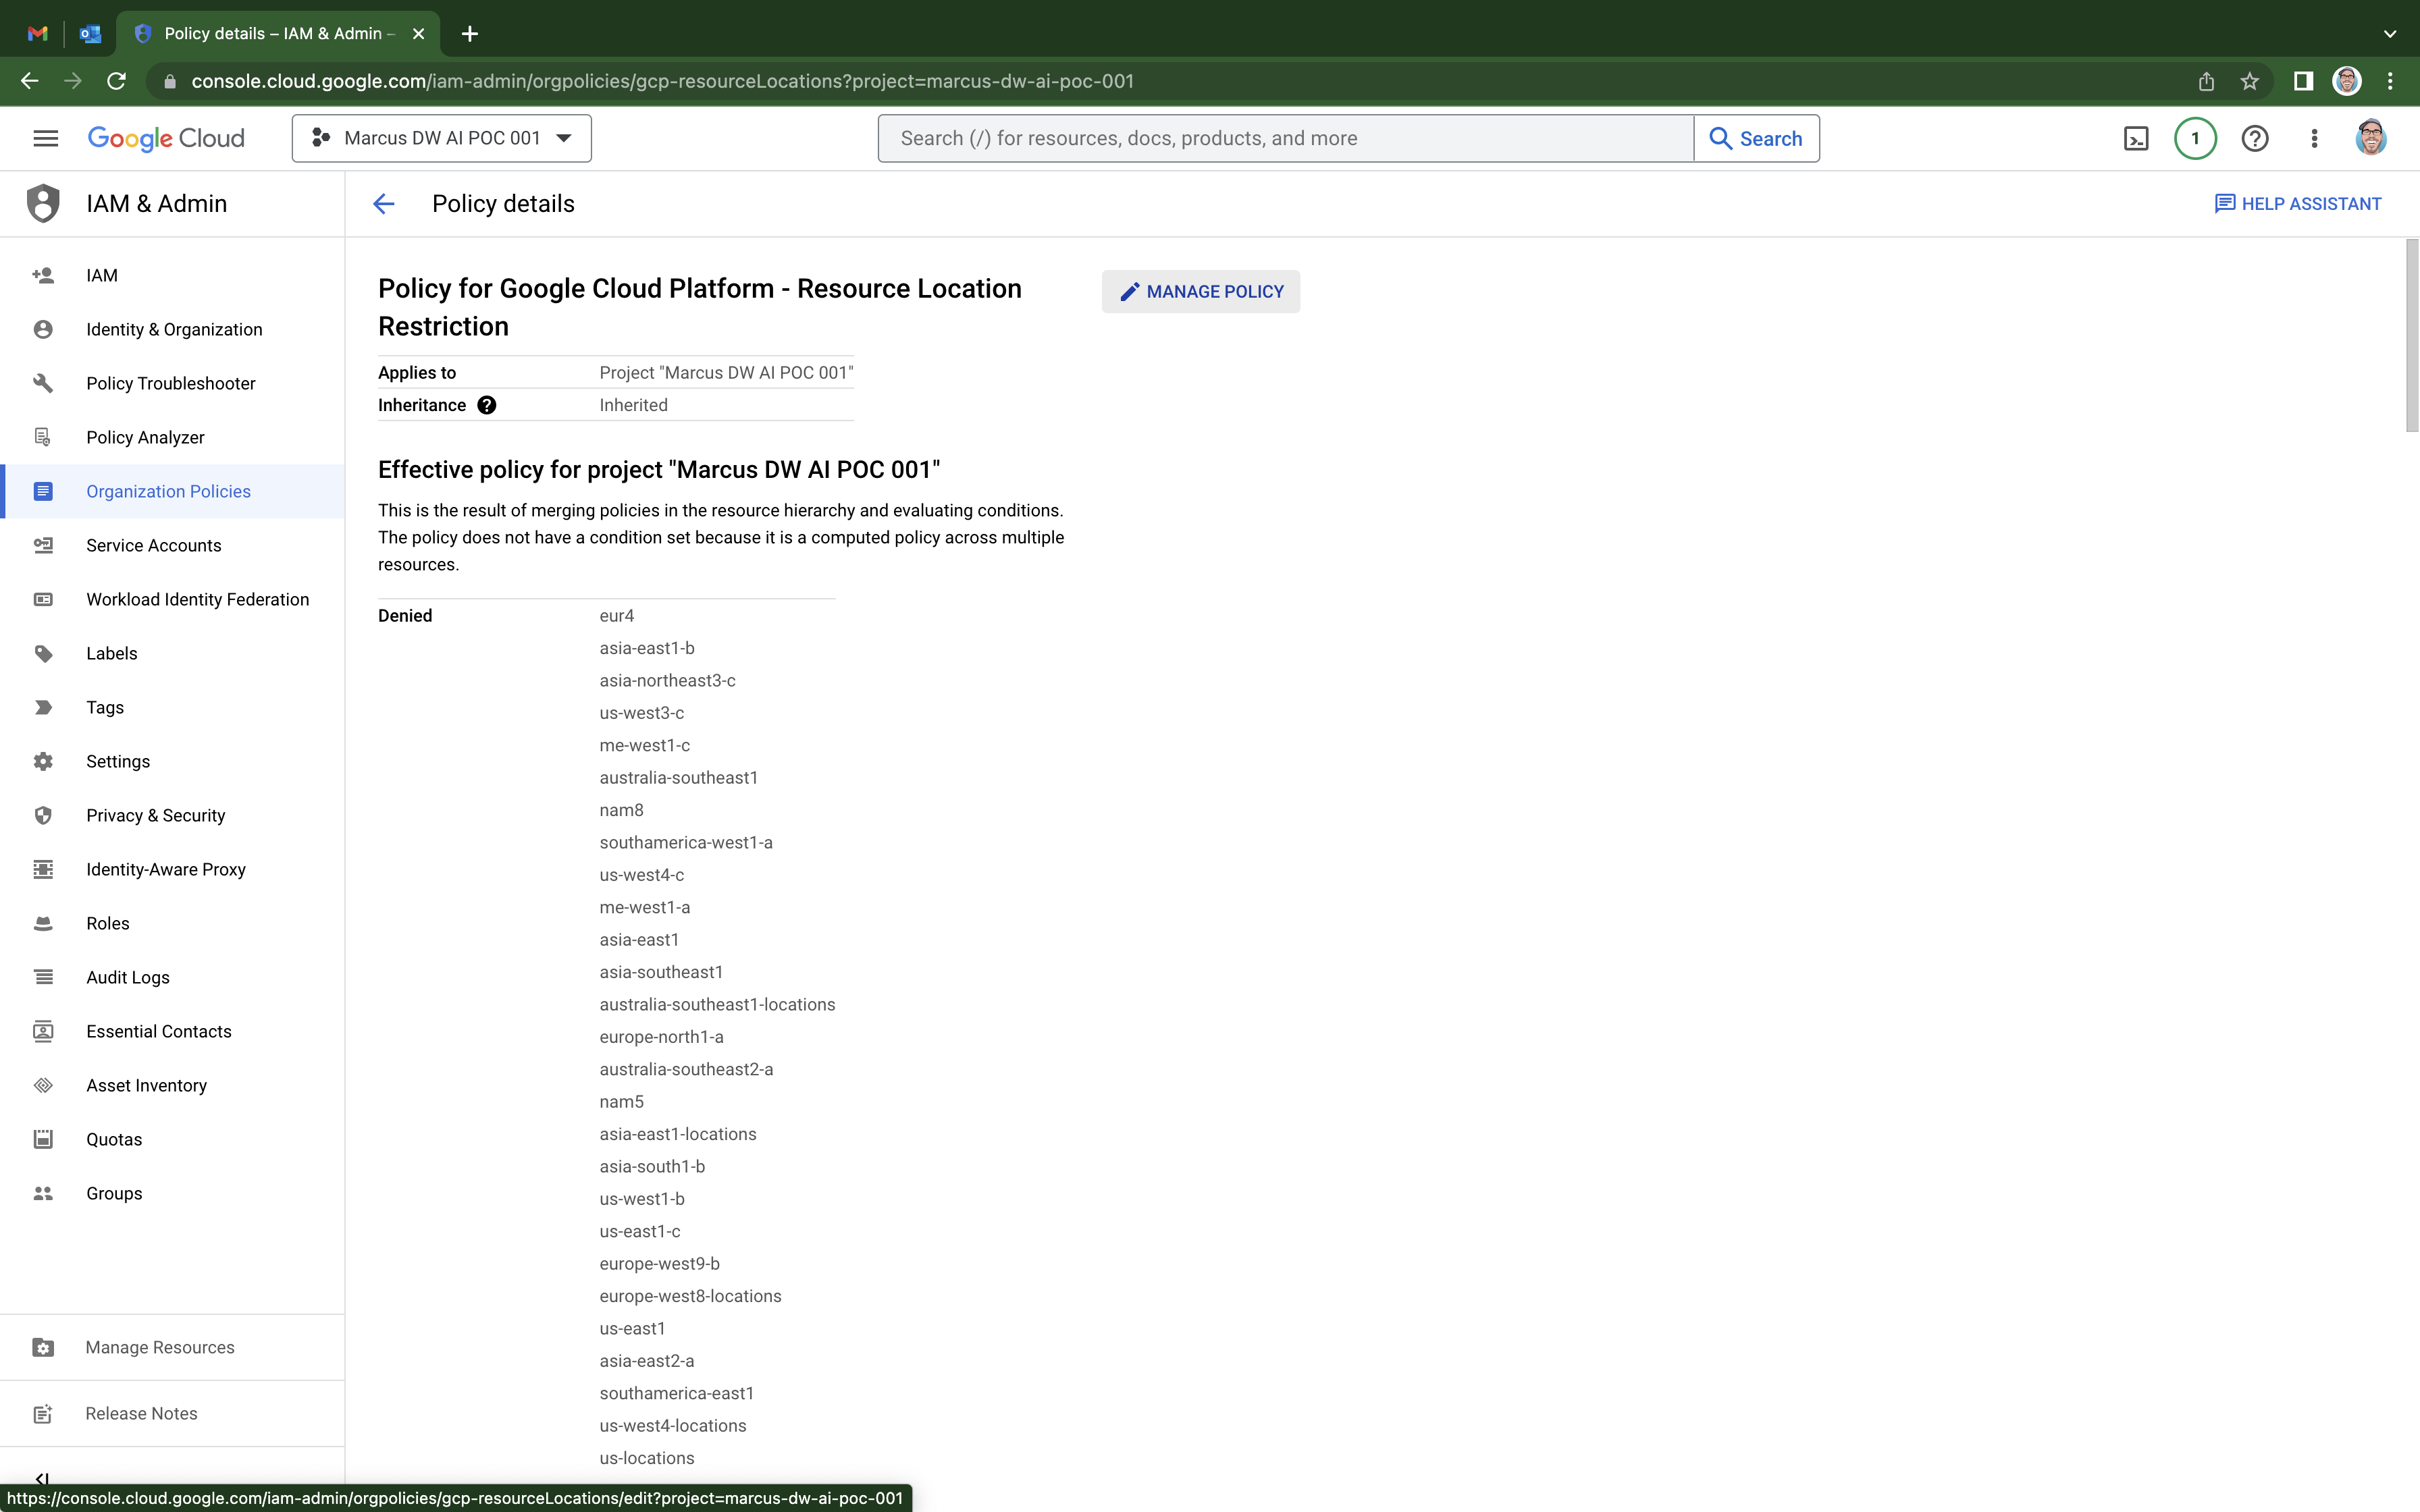 Policy details – IAM & Admin –
console.cloud.google.com/iam-admin/orgpolicies/gcp-resourceLocations?project=marcus-dw-ai-poc-001
Google Cloud
Marcus DW AI POC 001
Search (/) for resources, docs, products, and more
Search
1
IAM & Admin
Policy details
HELP ASSISTANT
IAM
Identity & Organization
Policy Troubleshooter
Policy Analyzer
Organization Policies
Service Accounts
Workload Identity Federation
Labels
Tags
Settings
Privacy & Security
Identity-Aware Proxy
Roles
Audit Logs
Essential Contacts
Asset Inventory
Quotas
Groups
Manage Resources
Release Notes
Policy for Google Cloud Platform - Resource Location
Restriction
MANAGE POLICY
Applies to Project "Marcus DW AI POC 001"
Inheritance Inherited
Effective policy for project "Marcus DW AI POC 001"
This is the result of merging policies in the resource hierarchy and evaluating conditions.
The policy does not have a condition set because it is a computed policy across multiple
resources.
Denied eur4
asia-east1-b
asia-northeast3-c
us-west3-c
me-west1-c
australia-southeast1
nam8
southamerica-west1-a
us-west4-c
me-west1-a
asia-east1
asia-southeast1
australia-southeast1-locations
europe-north1-a
australia-southeast2-a
nam5
asia-east1-locations
asia-south1-b
us-west1-b
us-east1-c
europe-west9-b
europe-west8-locations
us-east1
asia-east2-a
southamerica-east1
us-west4-locations
us-locations
https://console.cloud.google.com/iam-admin/orgpolicies/gcp-resourceLocations/edit?project=marcus-dw-ai-poc-001